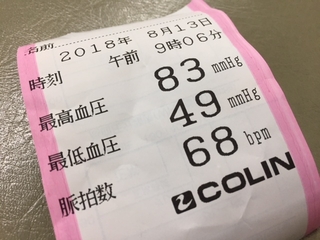 名前
2018年 8月13日
時刻 午前 9時06分
最高血圧 83 mmHg
最低血圧 49 mmHg
脈拍数 68 bpm
COLIN